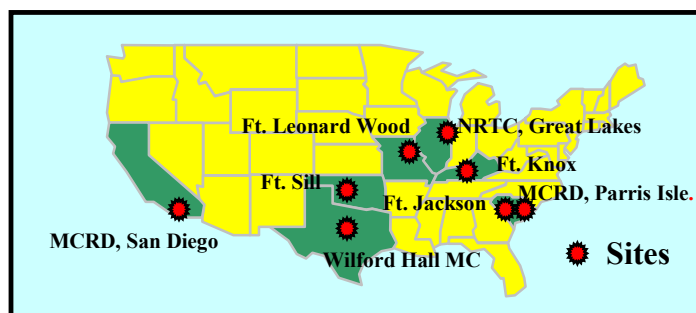 Ft. Leonard Wood
NRTC, Great Lakes
Ft. Knox
Ft. Sill
Ft. Jackson
MCRD, Parris Isle.
MCRD, San Diego
Wilford Hall MC
Sites